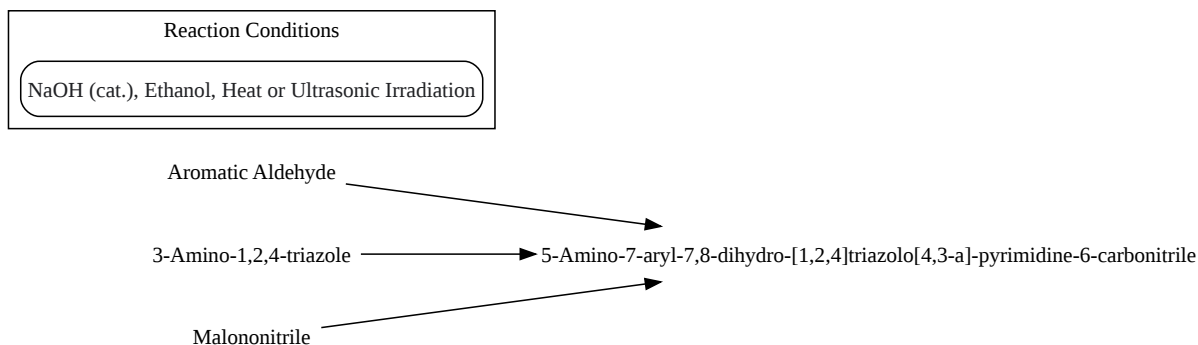 Reaction Conditions
NaOH (cat.), Ethanol, Heat or Ultrasonic Irradiation
Aromatic Aldehyde
3-Amino-1,2,4-triazole
5-Amino-7-aryl-7,8-dihydro-[1,2,4]triazolo[4,3-a]-pyrimidine-6-carbonitrile
Malononitrile